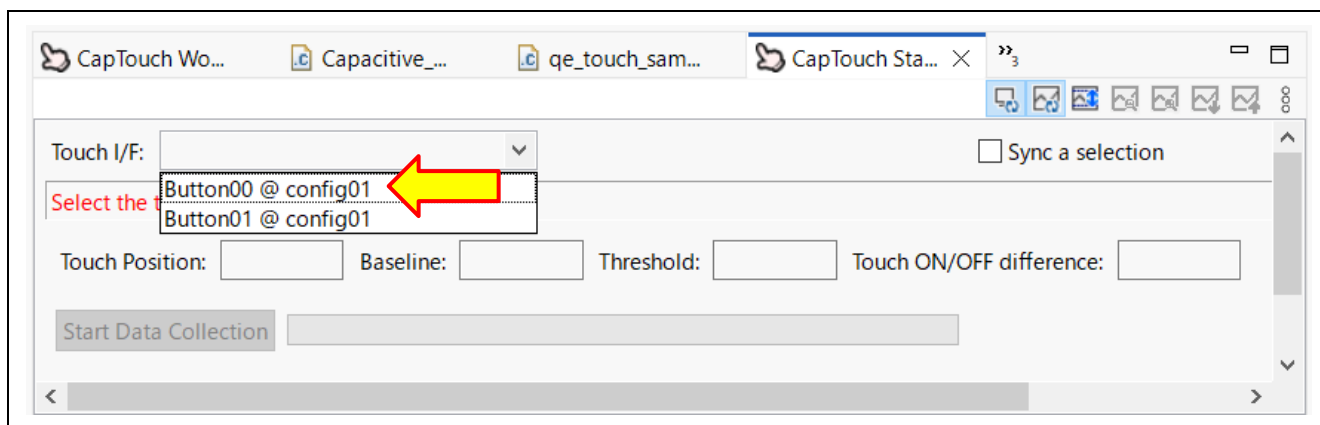 CapTouch Wo... Capacitive_... qe_touch_sam... CapTouch Sta... 3
Touch I/F: Sync a selection
Button00 @ config01
Select the t
Button01 @ config01
Touch Position: Baseline: Threshold: Touch ON/OFF difference:
Start Data Collection